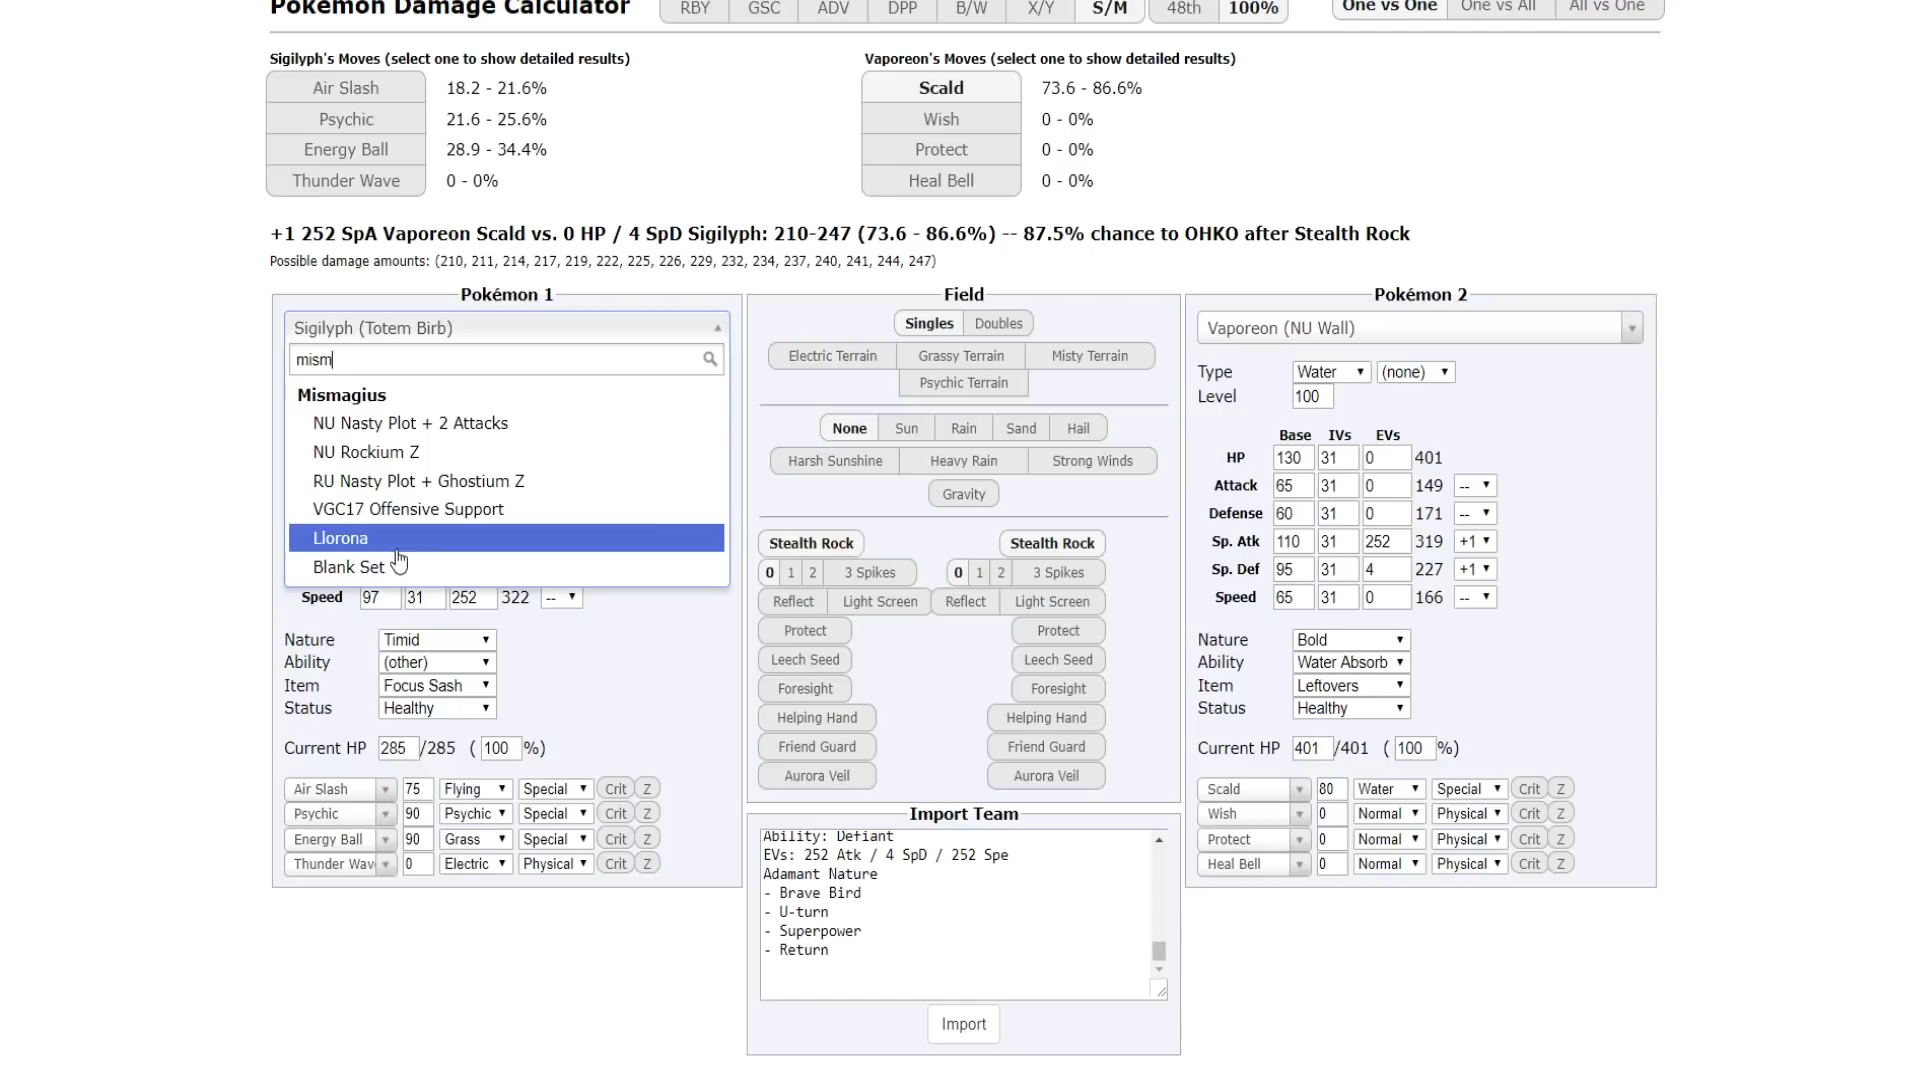 Pokémon Damage Calculator RBY GSC ADV DPP B/W X/Y S/M 48th 100% One vs One One vs All All vs One
Sigilyph's Moves (select one to show detailed results)
Air Slash 18.2 - 21.6%
Psychic 21.6 - 25.6%
Energy Ball 28.9 - 34.4%
Thunder Wave 0 - 0%
Vaporeon's Moves (select one to show detailed results)
Scald 73.6 - 86.6%
Wish 0 - 0%
Protect 0 - 0%
Heal Bell 0 - 0%
+1 252 SpA Vaporeon Scald vs. 0 HP / 4 SpD Sigilyph: 210-247 (73.6 - 86.6%) -- 87.5% chance to OHKO after Stealth Rock
Possible damage amounts: (210, 211, 214, 217, 219, 222, 225, 226, 229, 232, 234, 237, 240, 241, 244, 247)
Pokémon 1
Sigilyph (Totem Birb)
mism
Mismagius
NU Nasty Plot + 2 Attacks
NU Rockium Z
RU Nasty Plot + Ghostium Z
VGC17 Offensive Support
Llorona
Blank Set
Speed 97 31 252 322 --
Nature Timid
Ability (other)
Item Focus Sash
Status Healthy
Current HP 285 /285 ( 100 %)
Air Slash 75 Flying Special Crit Z
Psychic 90 Psychic Special Crit Z
Energy Ball 90 Grass Special Crit Z
Thunder Wav 0 Electric Physical Crit Z
Field
Singles Doubles
Electric Terrain Grassy Terrain Misty Terrain
Psychic Terrain
None Sun Rain Sand Hail
Harsh Sunshine Heavy Rain Strong Winds
Gravity
Stealth Rock Stealth Rock
0 1 2 3 Spikes 0 1 2 3 Spikes
Reflect Light Screen Reflect Light Screen
Protect Protect
Leech Seed Leech Seed
Foresight Foresight
Helping Hand Helping Hand
Friend Guard Friend Guard
Aurora Veil Aurora Veil
Import Team
Ability: Defiant
EVs: 252 Atk / 4 SpD / 252 Spe
Adamant Nature
- Brave Bird
- U-turn
- Superpower
- Return
Import
Pokémon 2
Vaporeon (NU Wall)
Type Water (none)
Level 100
Base IVs EVs
HP 130 31 0 401
Attack 65 31 0 149 --
Defense 60 31 0 171 --
Sp. Atk 110 31 252 319 +1
Sp. Def 95 31 4 227 +1
Speed 65 31 0 166 --
Nature Bold
Ability Water Absorb
Item Leftovers
Status Healthy
Current HP 401 /401 ( 100 %)
Scald 80 Water Special Crit Z
Wish 0 Normal Physical Crit Z
Protect 0 Normal Physical Crit Z
Heal Bell 0 Normal Physical Crit Z